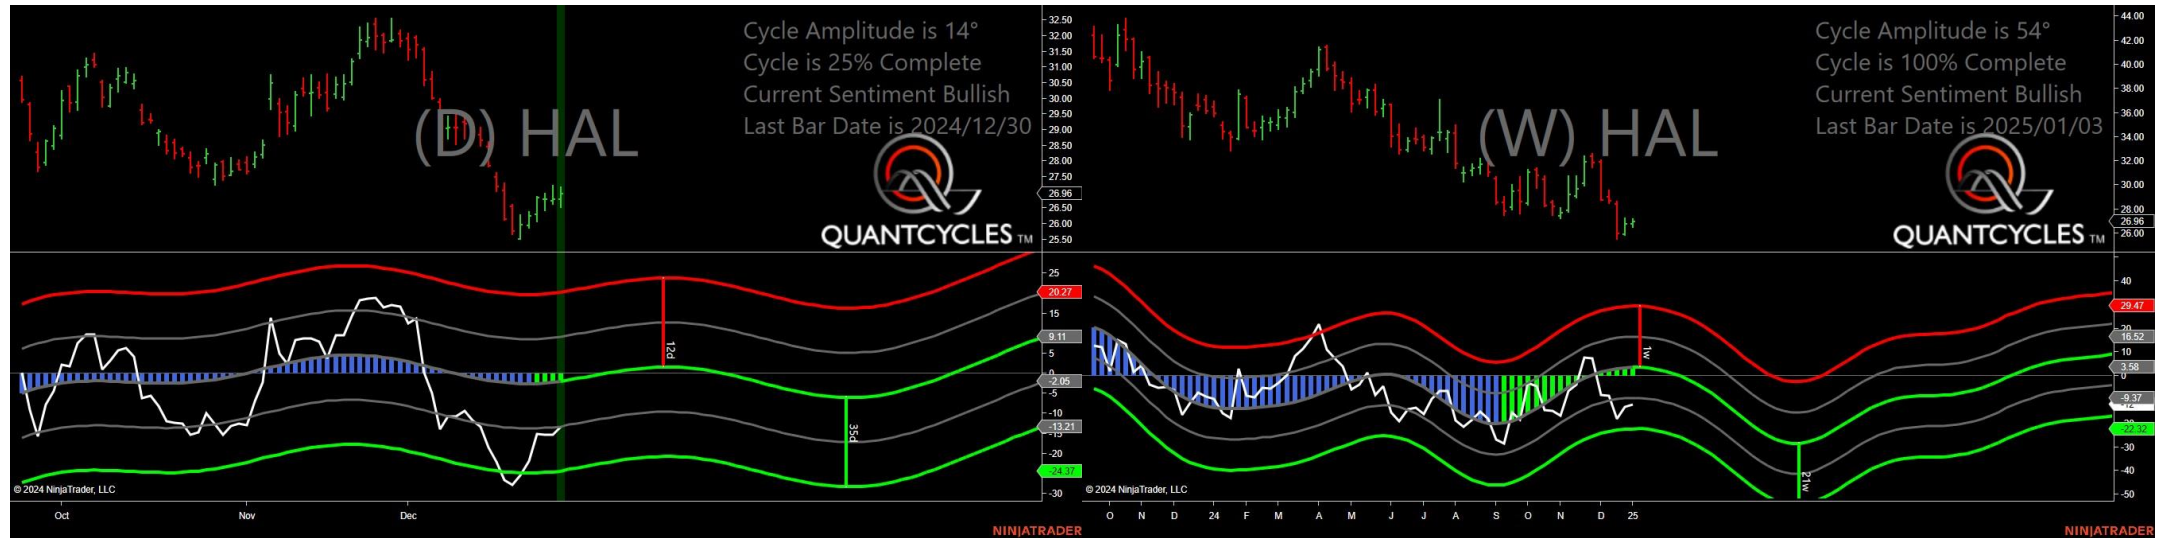 Cycle Amplitude is 14°
Cycle is 25% Complete
Current Sentiment Bullish
Last Bar Date is 2024/12/30
(D) HAL
QUANTCYCLES TM
32.50
32.00
31.50
31.00
30.50
30.00
29.50
29.00
28.50
28.00
27.50
26.96
26.50
26.00
25.50
25
20.27
15
9.11
5
0
-2.05
-5
-10
-13.21
-15
-20
-24.37
-30
12d
35d
© 2024 NinjaTrader, LLC
Oct Nov Dec
NINJATRADER
Cycle Amplitude is 54°
Cycle is 100% Complete
Current Sentiment Bullish
Last Bar Date is 2025/01/03
(W) HAL
QUANTCYCLES TM
44.00
42.00
40.00
38.00
36.00
34.00
32.00
30.00
28.00
26.96
26.00
40
29.47
20
16.52
10
3.58
0
-9.37
-12
-22.32
-30
-40
-50
1w
21w
© 2024 NinjaTrader, LLC
O N D 24 F M A M J J A S O N D 25
NINJATRADER